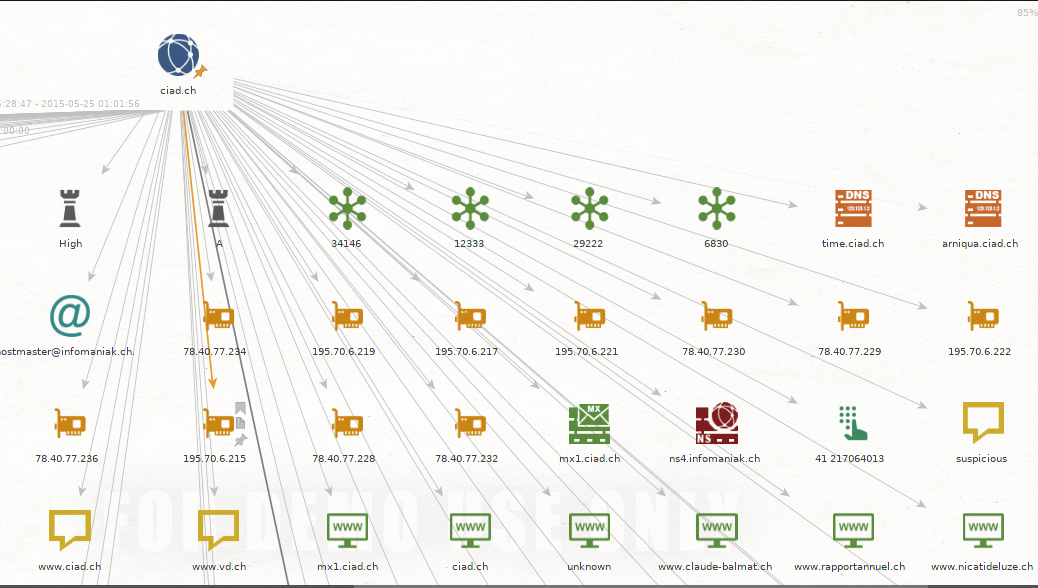 85%
ciad.ch
:28:47 - 2015-05-25 01:01:56
:00:00
High
A
34146
12333
29222
6830
DNS
time.ciad.ch
DNS
arniqua.ciad.ch
@
hostmaster@infomaniak.ch.
78.40.77.234
195.70.6.219
195.70.6.217
195.70.6.221
78.40.77.230
78.40.77.229
195.70.6.222
78.40.77.236
195.70.6.215
78.40.77.228
78.40.77.232
MX
mx1.ciad.ch
NS
ns4.infomaniak.ch
41 217064013
suspicious
FOR DEMO USE ONLY
www.ciad.ch
www.vd.ch
WWW
mx1.ciad.ch
WWW
ciad.ch
WWW
unknown
WWW
www.claude-balmat.ch
WWW
www.rapportannuel.ch
WWW
www.nicatideluze.ch